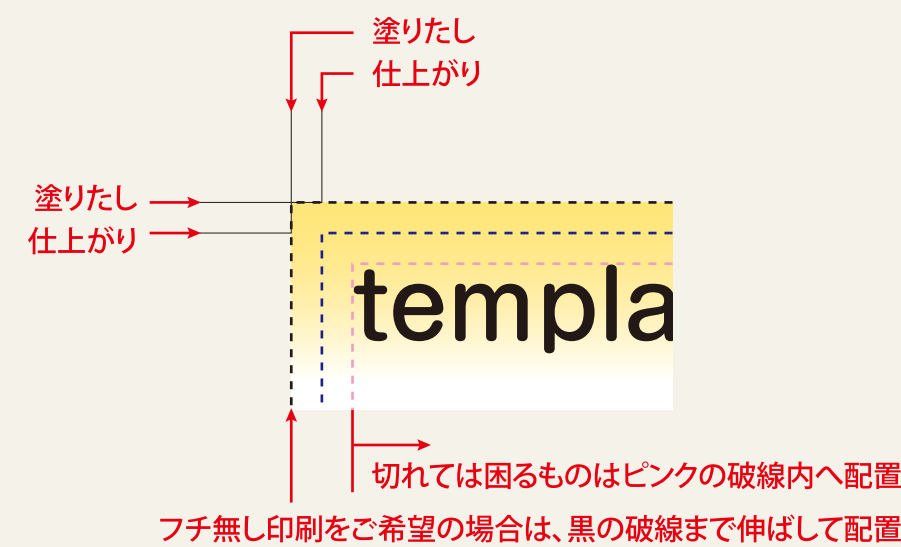 塗りたし
仕上がり
塗りたし
仕上がり
templa
切れては困るものはピンクの破線内へ配置
フチ無し印刷をご希望の場合は、黒の破線まで伸ばして配置